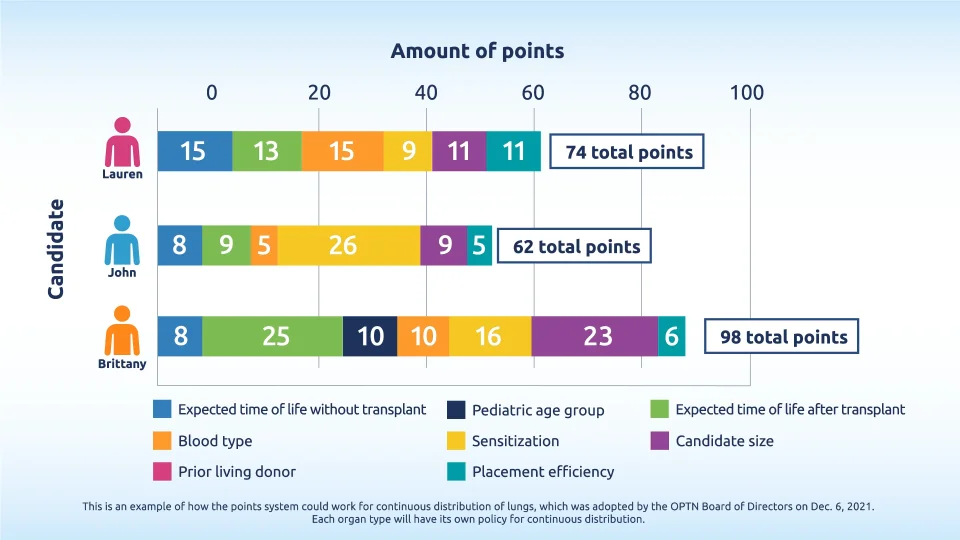 Amount of points
0 20 40 60 80 100
Candidate
15 13 15 9 11 11 74 total points
Lauren
8 9 5 26 9 5 62 total points
John
8 25 10 10 16 23 6 98 total points
Brittany
Expected time of life without transplant
Pediatric age group
Expected time of life after transplant
Blood type
Sensitization
Candidate size
Prior living donor
Placement efficiency
This is an example of how the points system could work for continuous distribution of lungs, which was adopted by the OPTN Board of Directors on Dec. 6, 2021.
Each organ type will have its own policy for continuous distribution.